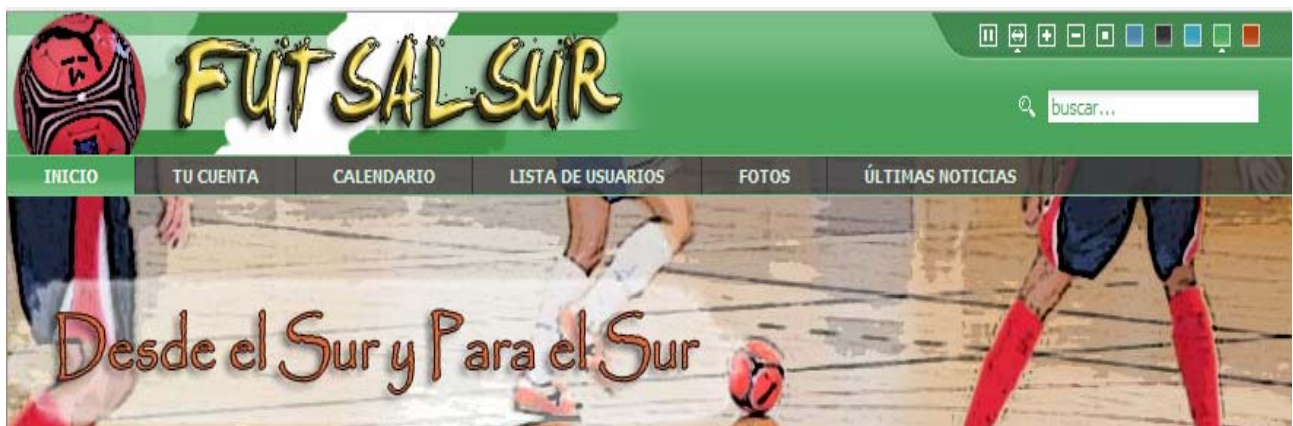 FUTSALSUR
buscar...
INICIO TU CUENTA CALENDARIO LISTA DE USUARIOS FOTOS ÚLTIMAS NOTICIAS
Desde el Sur y Para el Sur